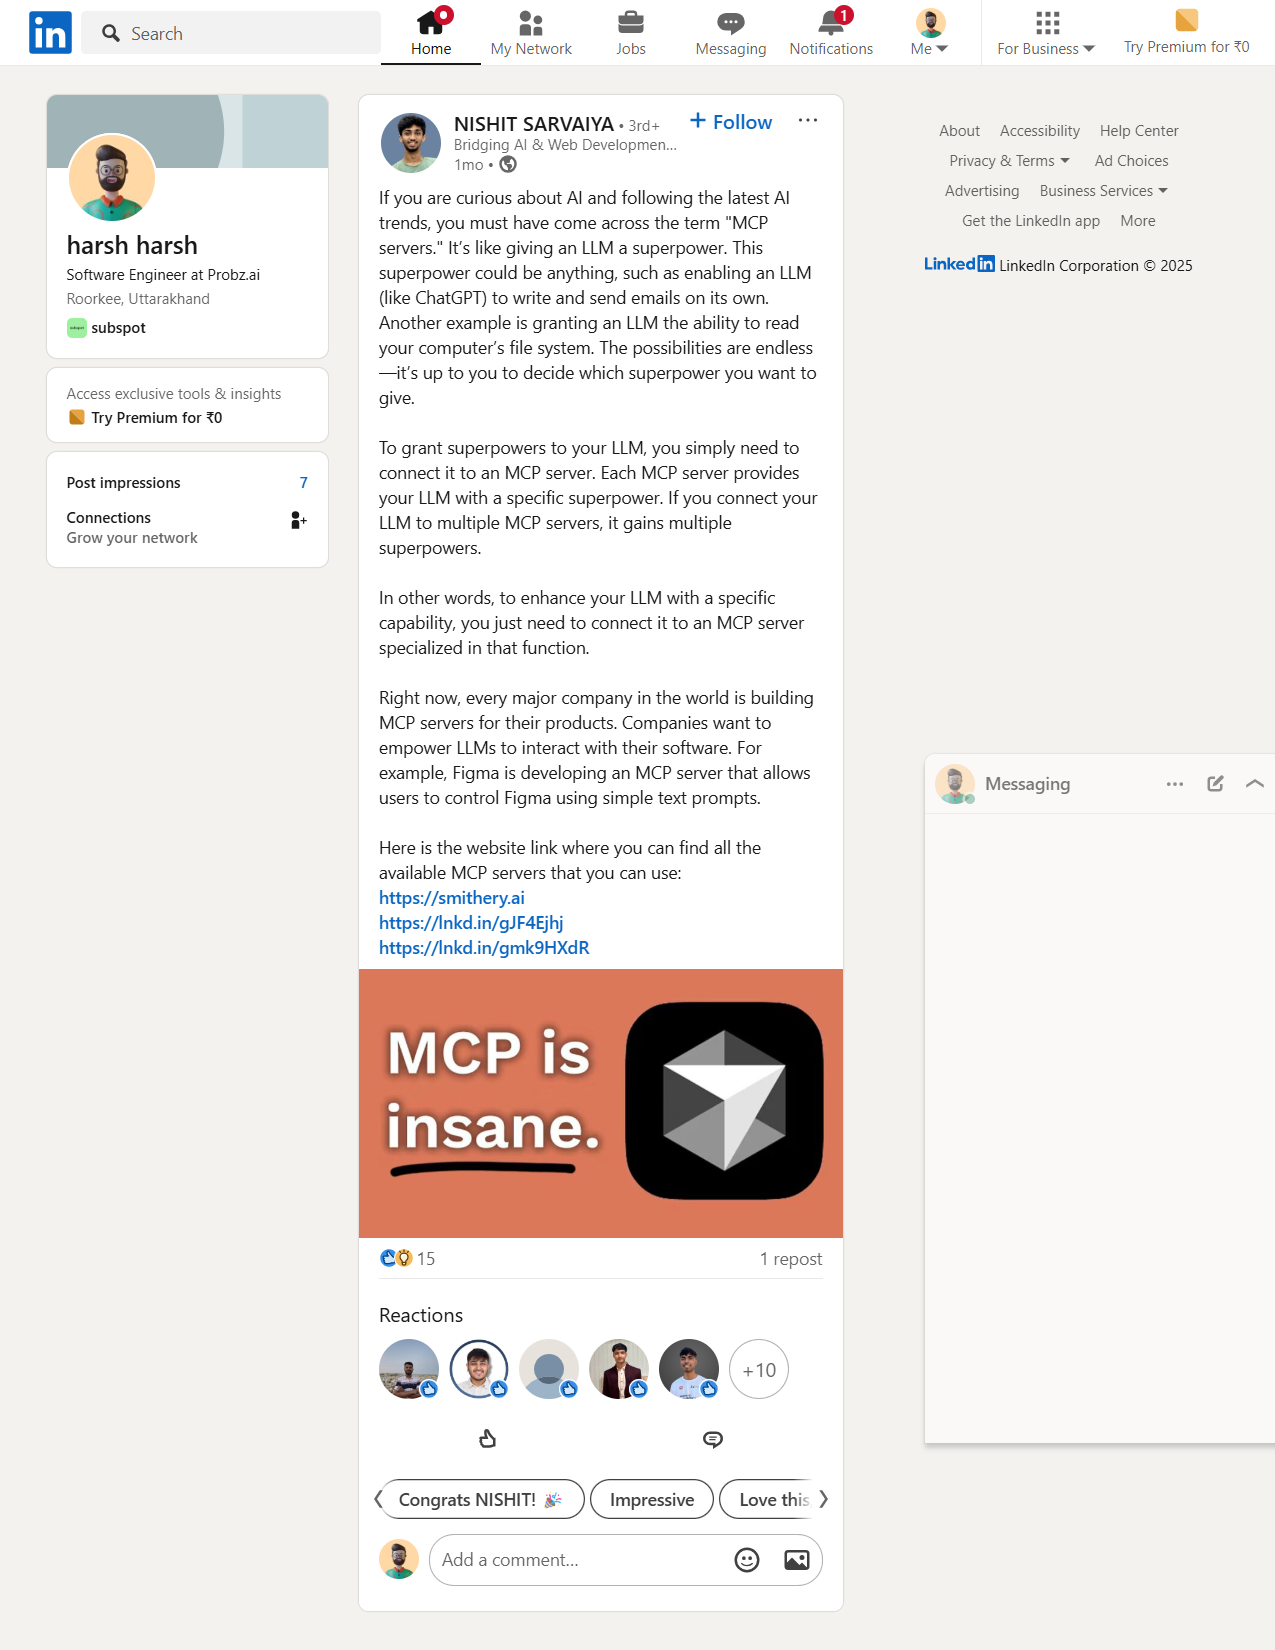 in
Search
Home
My Network
Jobs
Messaging
1
Notifications
Me
For Business
Try Premium for ₹0
harsh harsh
Software Engineer at Probz.ai
Roorkee, Uttarakhand
subspot
Access exclusive tools & insights
Try Premium for ₹0
Post impressions 7
Connections
Grow your network
NISHIT SARVAIYA • 3rd+
+ Follow
Bridging AI & Web Developmen...
1mo •
If you are curious about AI and following the latest AI
trends, you must have come across the term "MCP
servers." It’s like giving an LLM a superpower. This
superpower could be anything, such as enabling an LLM
(like ChatGPT) to write and send emails on its own.
Another example is granting an LLM the ability to read
your computer’s file system. The possibilities are endless
—it’s up to you to decide which superpower you want to
give.
To grant superpowers to your LLM, you simply need to
connect it to an MCP server. Each MCP server provides
your LLM with a specific superpower. If you connect your
LLM to multiple MCP servers, it gains multiple
superpowers.
In other words, to enhance your LLM with a specific
capability, you just need to connect it to an MCP server
specialized in that function.
Right now, every major company in the world is building
MCP servers for their products. Companies want to
empower LLMs to interact with their software. For
example, Figma is developing an MCP server that allows
users to control Figma using simple text prompts.
Here is the website link where you can find all the
available MCP servers that you can use:
https://smithery.ai
https://lnkd.in/gJF4Ejhj
https://lnkd.in/gmk9HXdR
MCP is
insane.
15
1 repost
Reactions
+10
Congrats NISHIT! 🎉
Impressive
Love this
Add a comment...
About Accessibility Help Center
Privacy & Terms Ad Choices
Advertising Business Services
Get the LinkedIn app More
LinkedIn LinkedIn Corporation © 2025
Messaging